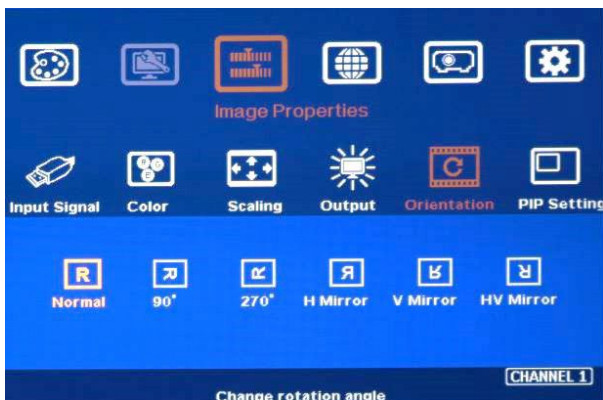 Image Properties
Input Signal Color Scaling Output Orientation PIP Setting
R
Normal 90° 270° H Mirror V Mirror HV Mirror
CHANNEL 1
Change rotation angle